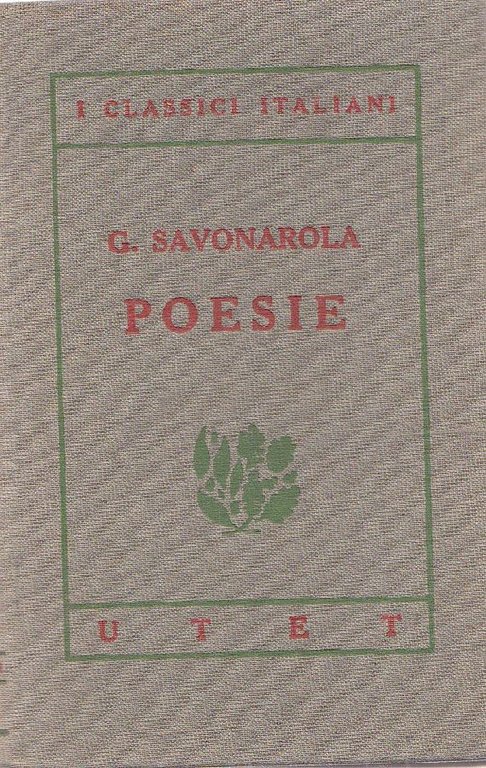 I CLASSICI ITALIANI
G. SAVONAROLA
POESIE
U T E T